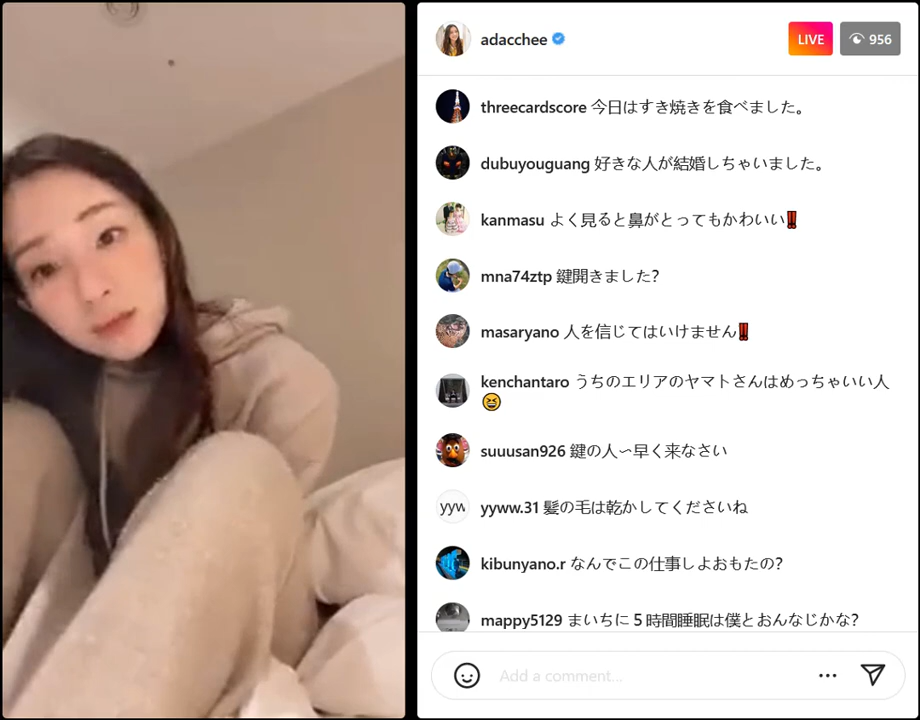 adacchee
LIVE
956
threecardscore 今日はすき焼きを食べました。
dubuyouguang 好きな人が結婚しちゃいました。
kanmasu よく見ると鼻がとってもかわいい‼
mna74ztp 鍵開きました?
masaryano 人を信じてはいけません‼
kenchantaro うちのエリアのヤマトさんはめっちゃいい人
😆
suuusan926 鍵の人〜早く来なさい
yyw
yyww.31 髪の毛は乾かしてくださいね
kibunyano.r なんでこの仕事しよおもたの?
mappy5129 まいちに 5 時間睡眠は僕とおんなじかな?
Add a comment...